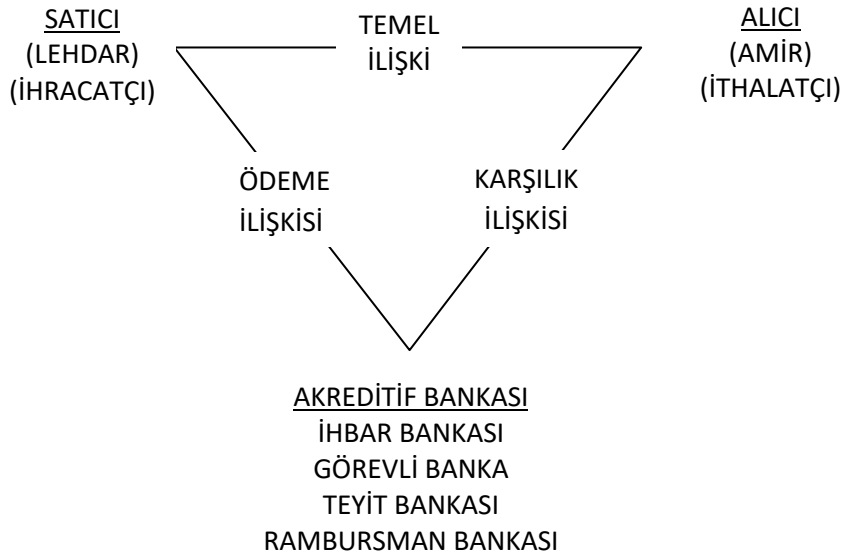 SATICI
(LEHDAR)
(İHRACATÇI)
TEMEL
İLİŞKİ
ALICI
(AMİR)
(İTHALATÇI)
ÖDEME
İLİŞKİSİ
KARŞILIK
İLİŞKİSİ
AKREDİTİF BANKASI
İHBAR BANKASI
GÖREVLİ BANKA
TEYİT BANKASI
RAMBURSMAN BANKASI